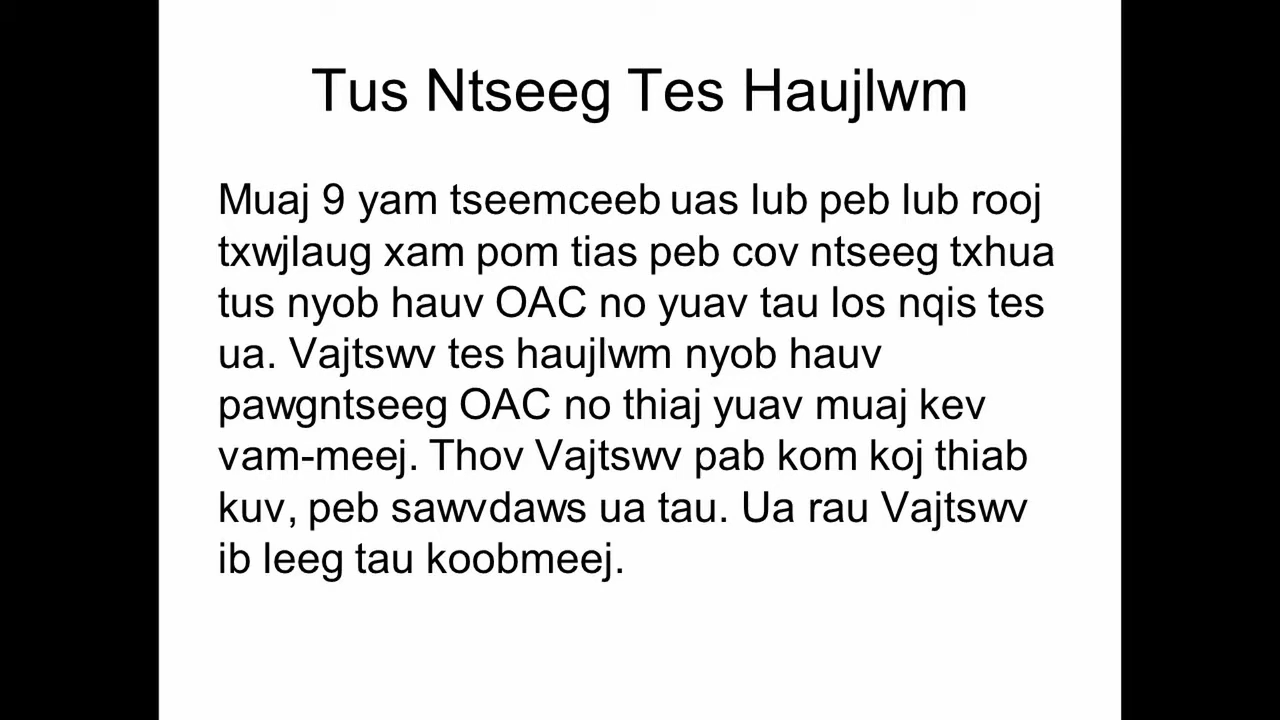 Tus Ntseeg Tes Haujlwm
Muaj 9 yam tseemceeb uas lub peb lub rooj
txwjlaug xam pom tias peb cov ntseeg txhua
tus nyob hauv OAC no yuav tau los nqis tes
ua. Vajtswv tes haujlwm nyob hauv
pawgntseeg OAC no thiaj yuav muaj kev
vam-meej. Thov Vajtswv pab kom koj thiab
kuv, peb sawvdaws ua tau. Ua rau Vajtswv
ib leeg tau koobmeej.